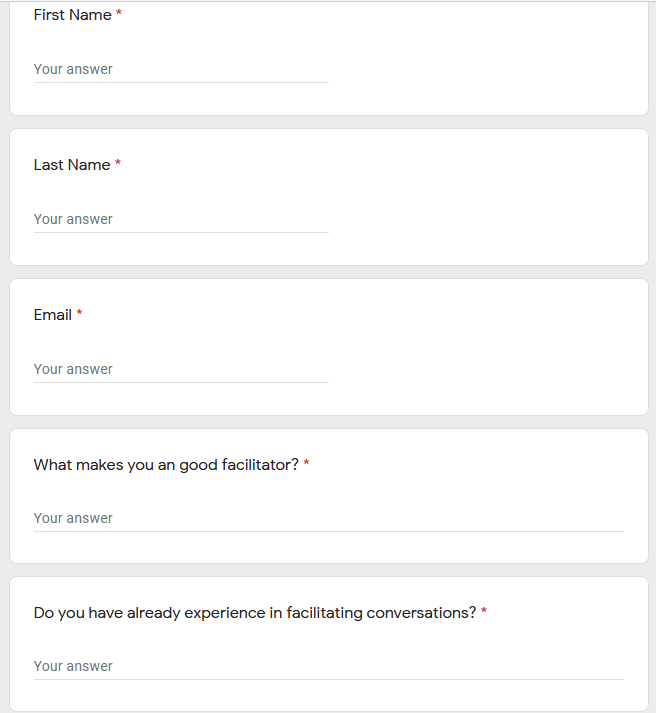 First Name *
Your answer
Last Name *
Your answer
Email *
Your answer
What makes you an good facilitator? *
Your answer
Do you have already experience in facilitating conversations? *
Your answer